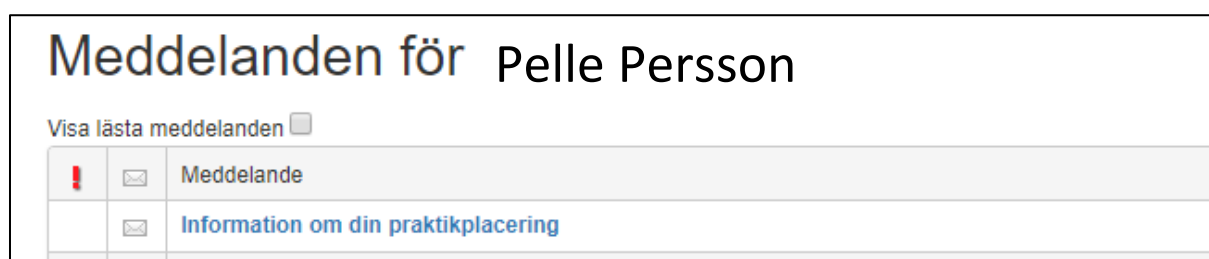 Meddelanden för Pelle Persson
Visa lästa meddelanden
Meddelande
Information om din praktikplacering